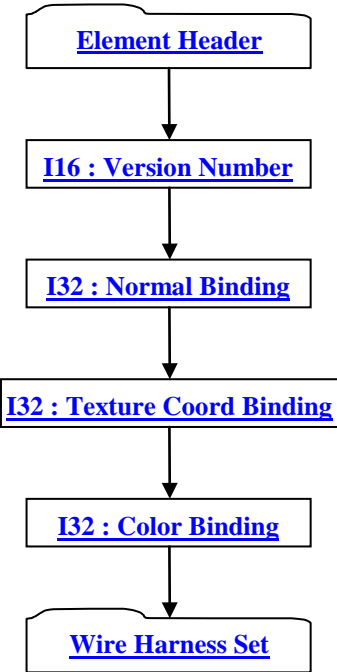 Element Header
I16 : Version Number
I32 : Normal Binding
I32 : Texture Coord Binding
I32 : Color Binding
Wire Harness Set